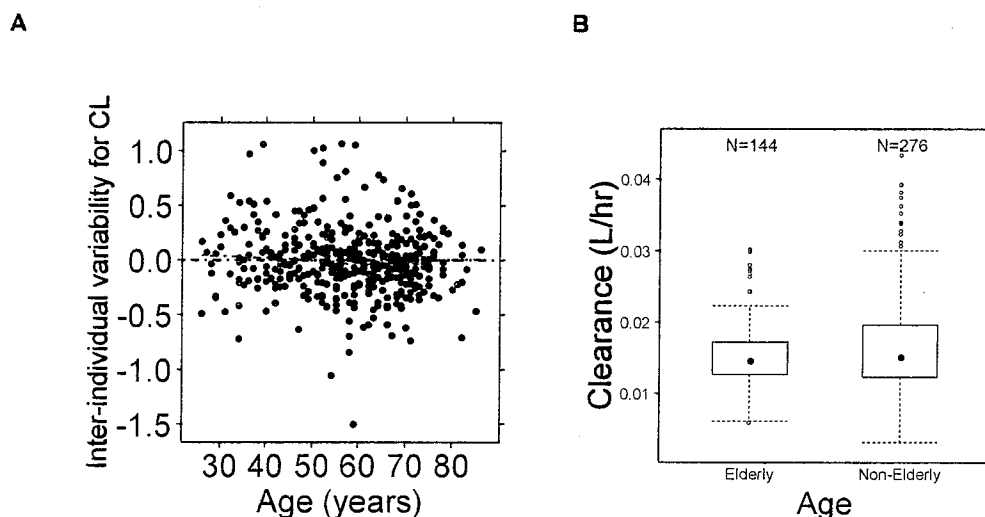 A
Inter-individual variability for CL
1.0
0.5
0.0
-0.5
-1.0
-1.5
30 40 50 60 70 80
Age (years)
B
Clearance (L/hr)
N=144 N=276
0.04
0.03
0.02
0.01
Elderly Non-Elderly
Age